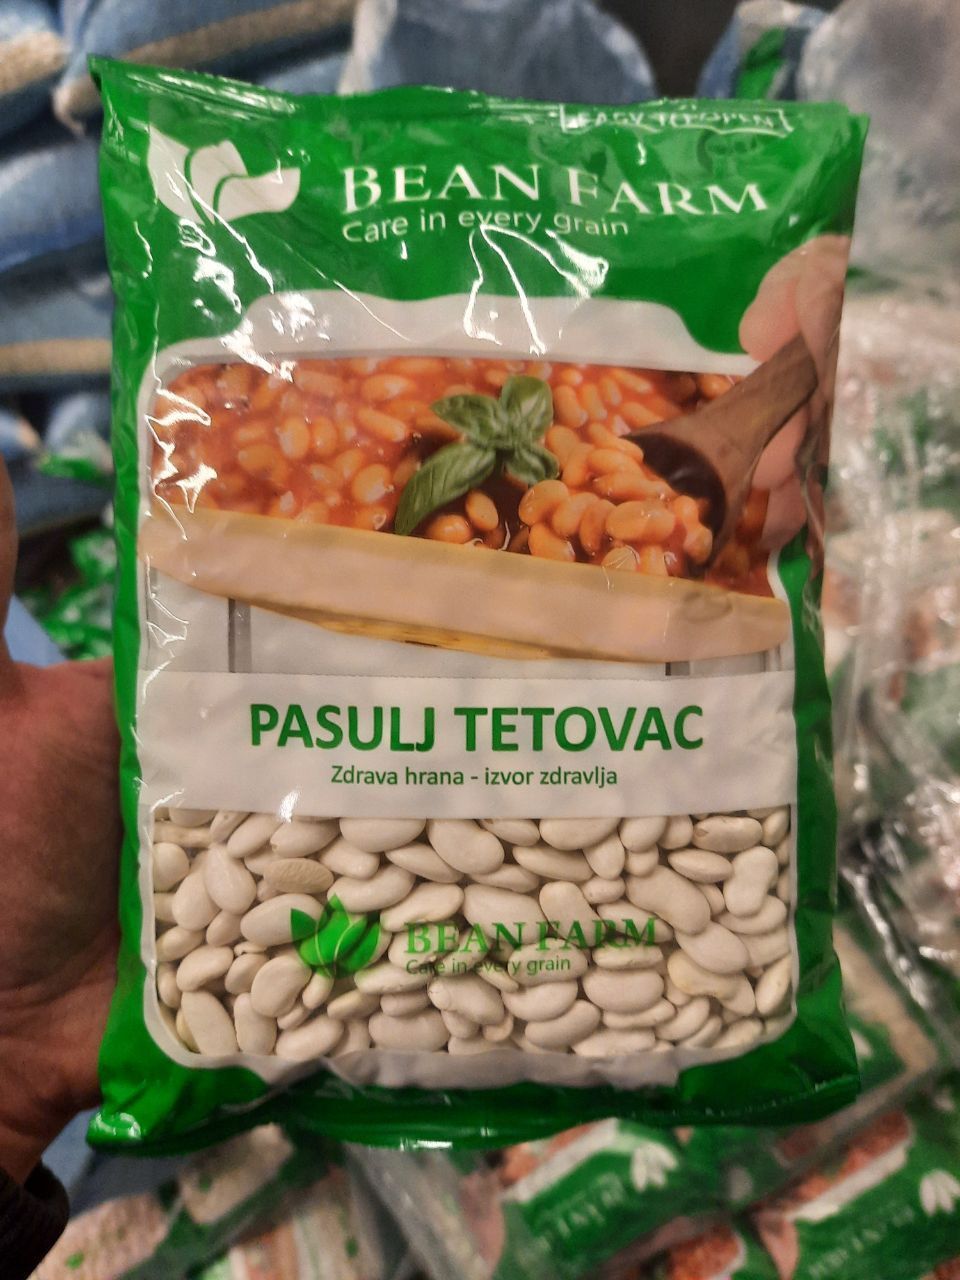 EASY TO OPEN
BEAN FARM
Care in every grain
PASULJ TETOVAC
Zdrava hrana - izvor zdravlja
BEAN FARM
Care in every grain